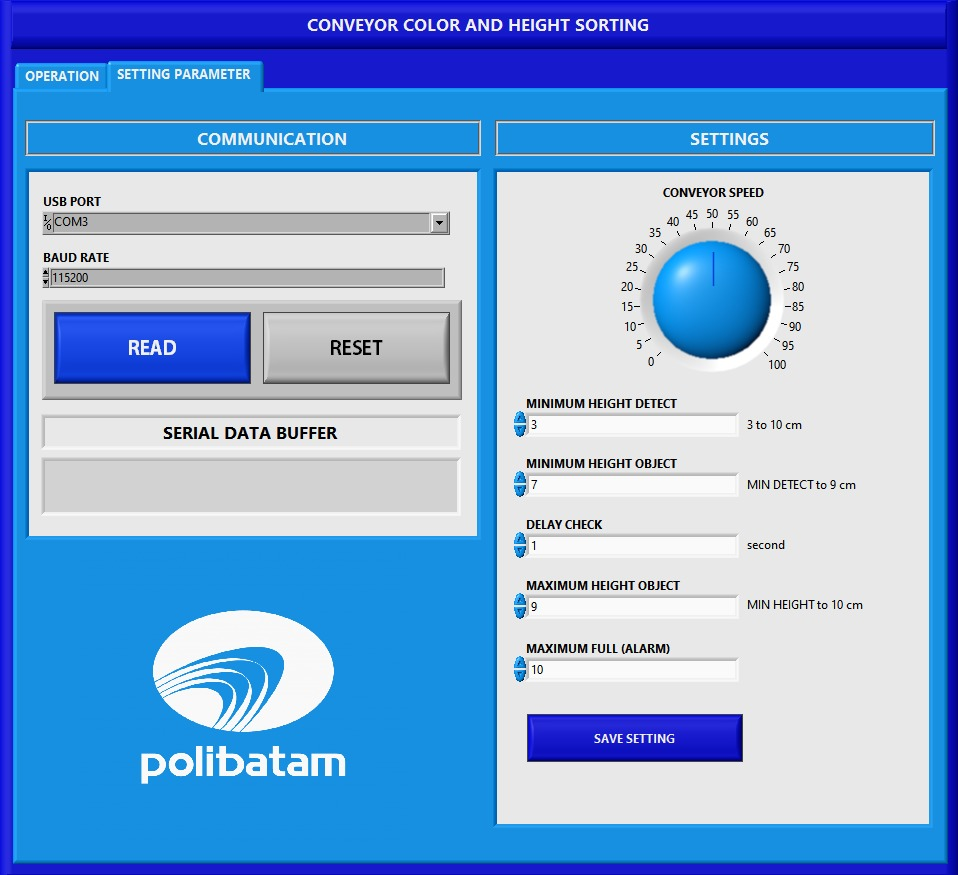 CONVEYOR COLOR AND HEIGHT SORTING
OPERATION
SETTING PARAMETER
COMMUNICATION
USB PORT
I/O COM3
BAUD RATE
115200
READ
RESET
SERIAL DATA BUFFER
polibatam
SETTINGS
CONVEYOR SPEED
0
5
10
15
20
25
30
35
40
45
50
55
60
65
70
75
80
85
90
95
100
MINIMUM HEIGHT DETECT
3 3 to 10 cm
MINIMUM HEIGHT OBJECT
7 MIN DETECT to 9 cm
DELAY CHECK
1 second
MAXIMUM HEIGHT OBJECT
9 MIN HEIGHT to 10 cm
MAXIMUM FULL (ALARM)
10
SAVE SETTING